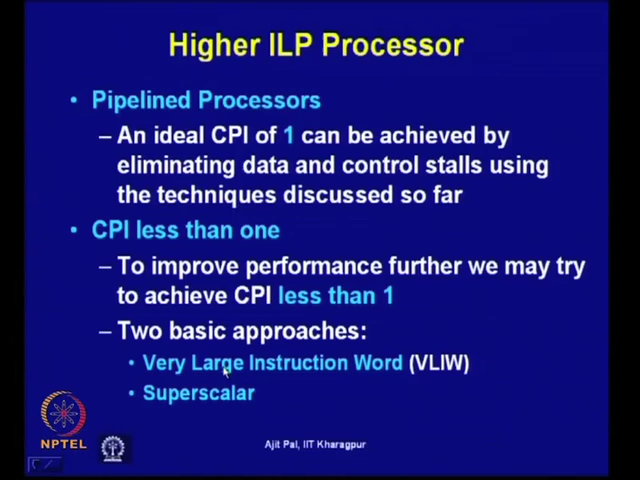 Higher ILP Processor
• Pipelined Processors
– An ideal CPI of 1 can be achieved by
eliminating data and control stalls using
the techniques discussed so far
• CPI less than one
– To improve performance further we may try
to achieve CPI less than 1
– Two basic approaches:
• Very Large Instruction Word (VLIW)
• Superscalar
NPTEL
Ajit Pal, IIT Kharagpur